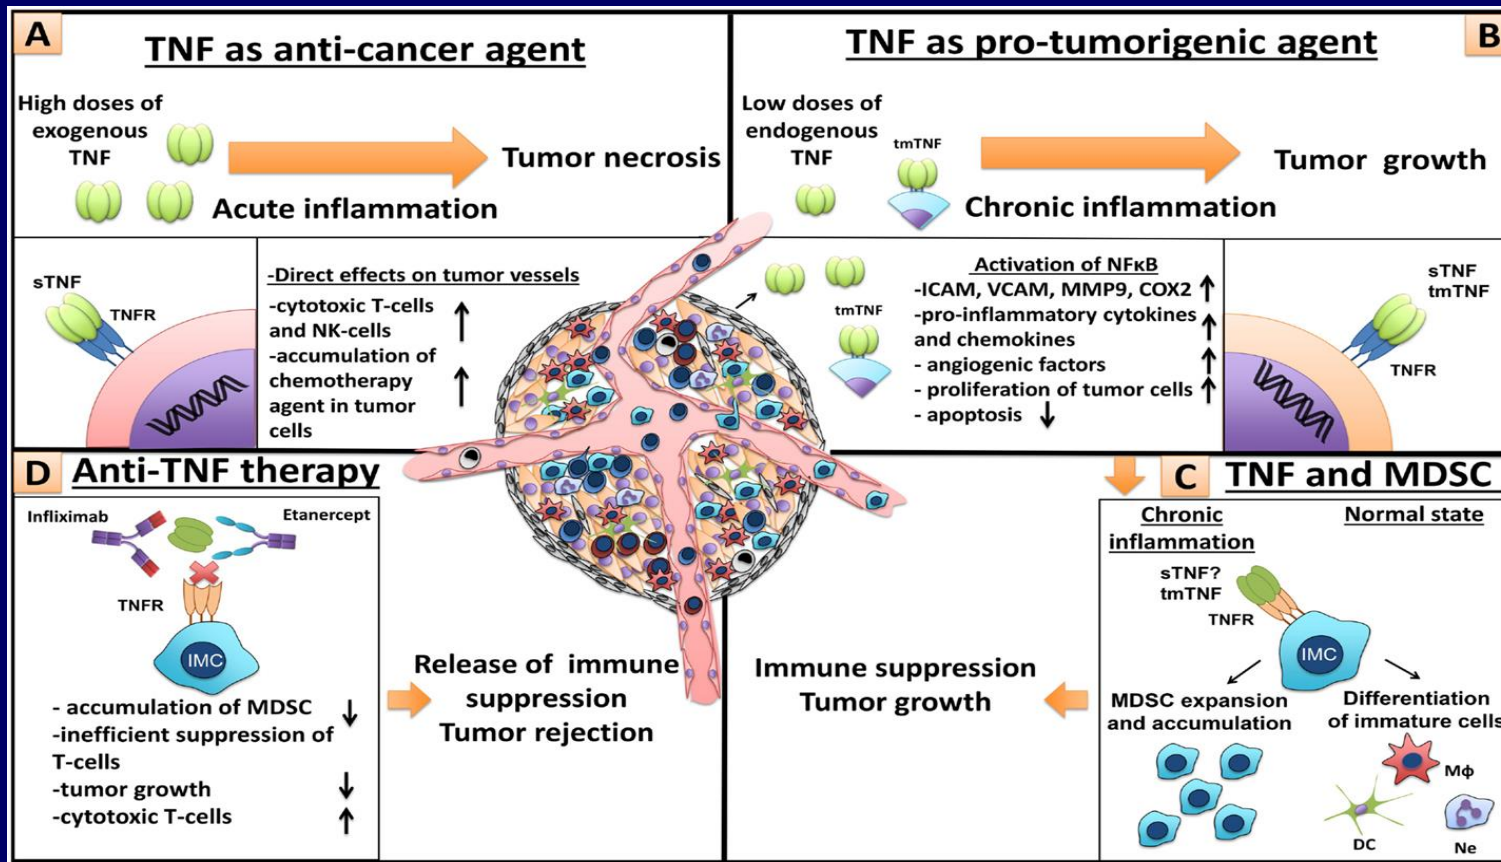 A
TNF as anti-cancer agent
High doses of
exogenous
TNF
Tumor necrosis
Acute inflammation
sTNF
TNFR
-Direct effects on tumor vessels
-cytotoxic T-cells
and NK-cells
-accumulation of
chemotherapy
agent in tumor
cells
B
TNF as pro-tumorigenic agent
Low doses of
endogenous
TNF
tmTNF
Tumor growth
Chronic inflammation
tmTNF
Activation of NFκB
-ICAM, VCAM, MMP9, COX2
-pro-inflammatory cytokines
and chemokines
- angiogenic factors
- proliferation of tumor cells
- apoptosis
sTNF
tmTNF
TNFR
C
TNF and MDSC
Chronic
inflammation
Normal state
sTNF?
tmTNF
TNFR
IMC
MDSC expansion
and accumulation
Differentiation
of immature cells
Mϕ
DC
Ne
Immune suppression
Tumor growth
D
Anti-TNF therapy
Infliximab
Etanercept
TNFR
IMC
- accumulation of MDSC
-inefficient suppression of
T-cells
-tumor growth
-cytotoxic T-cells
Release of immune
suppression
Tumor rejection